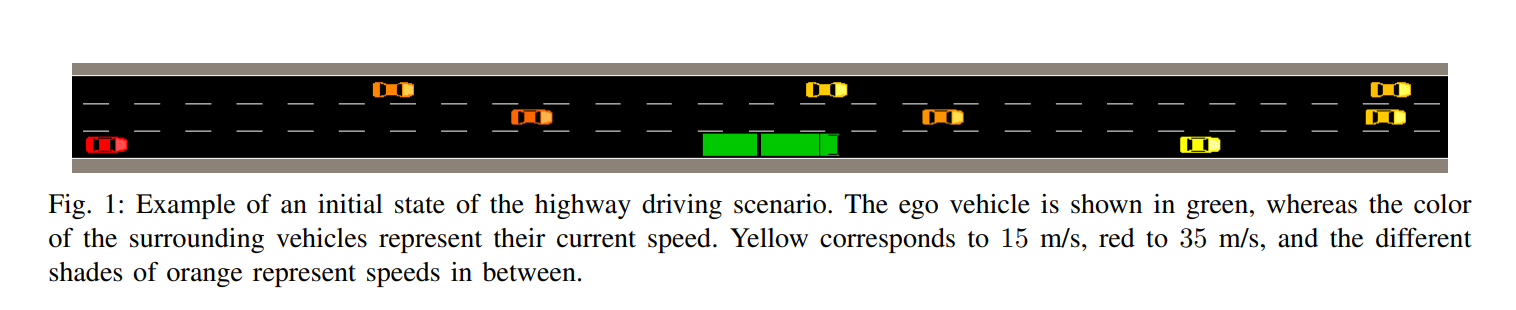 Fig. 1: Example of an initial state of the highway driving scenario. The ego vehicle is shown in green, whereas the color
of the surrounding vehicles represent their current speed. Yellow corresponds to 15 m/s, red to 35 m/s, and the different
shades of orange represent speeds in between.